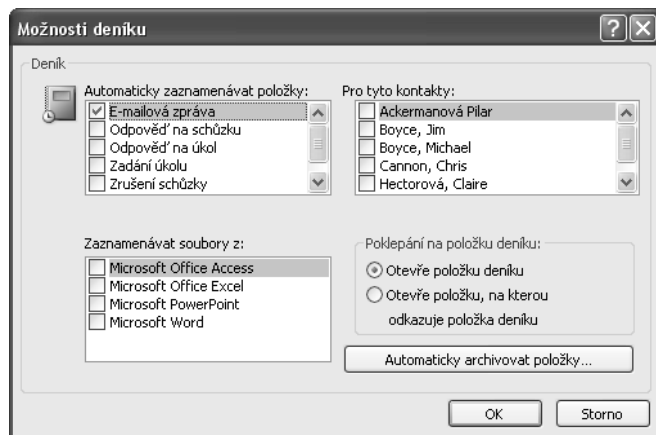 Možnosti deníku
Deník
Automaticky zaznamenávat položky:
E-mailová zpráva
Odpověď na schůzku
Odpověď na úkol
Zadání úkolu
Zrušení schůzky
Pro tyto kontakty:
Ackermanová Pilar
Boyce, Jim
Boyce, Michael
Cannon, Chris
Hectorová, Claire
Zaznamenávat soubory z:
Microsoft Office Access
Microsoft Office Excel
Microsoft PowerPoint
Microsoft Word
Poklepání na položku deníku:
Otevře položku deníku
Otevře položku, na kterou
odkazuje položka deníku
Automaticky archivovat položky...
OK
Storno